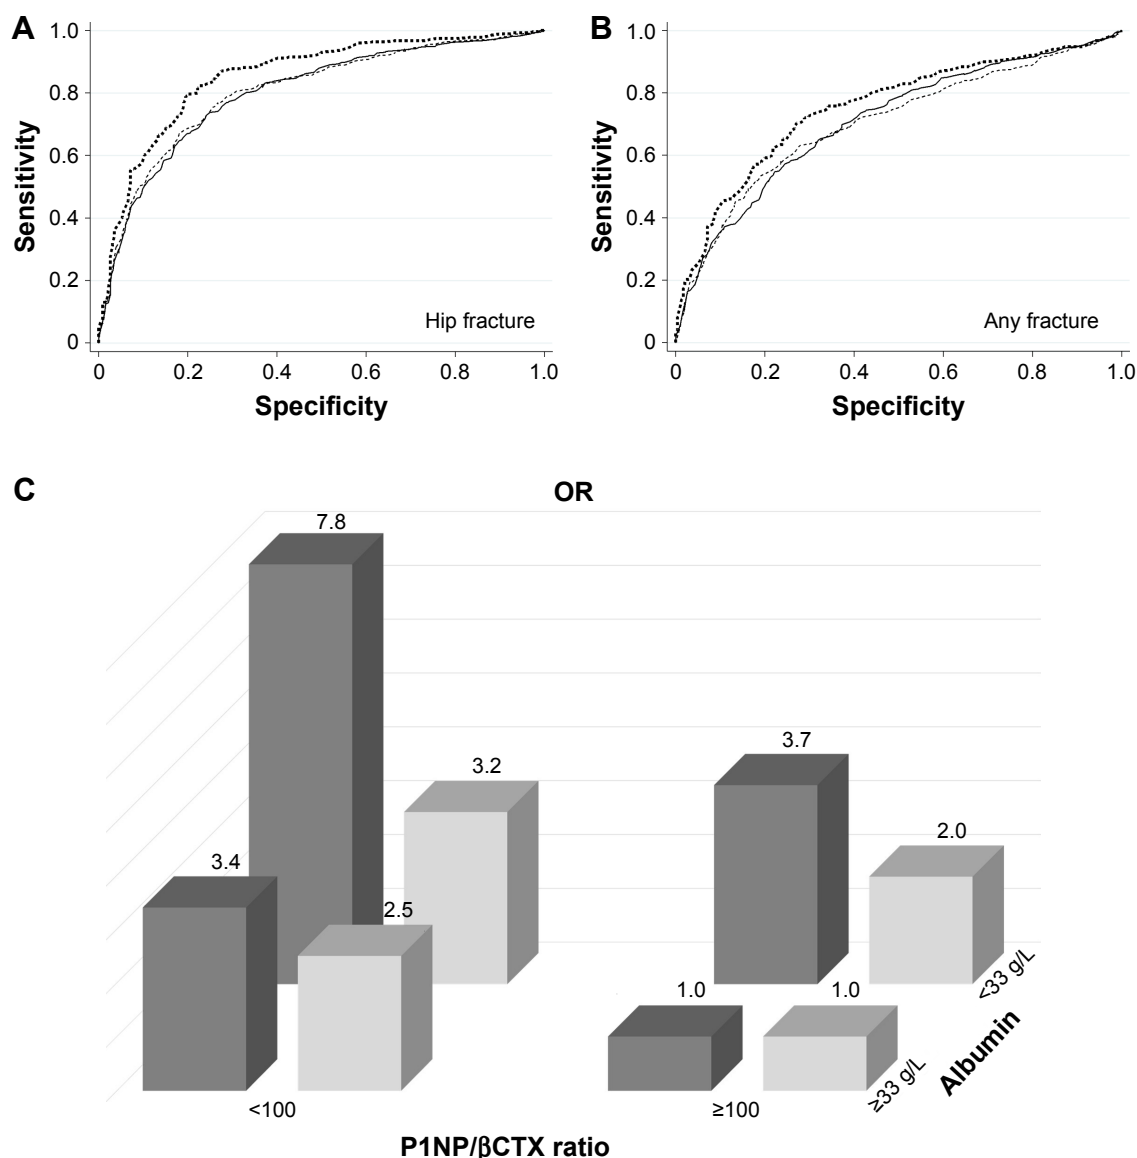 A
1.0
0.8
0.6
0.4
0.2
0
Sensitivity
Hip fracture
0 0.2 0.4 0.6 0.8 1.0
Specificity
B
1.0
0.8
0.6
0.4
0.2
0
Sensitivity
Any fracture
0 0.2 0.4 0.6 0.8 1.0
Specificity
C
OR
7.8
3.7
3.2
2.0
3.4
2.5
1.0 1.0
<33 g/L
≥33 g/L
Albumin
<100 ≥100
P1NP/βCTX ratio